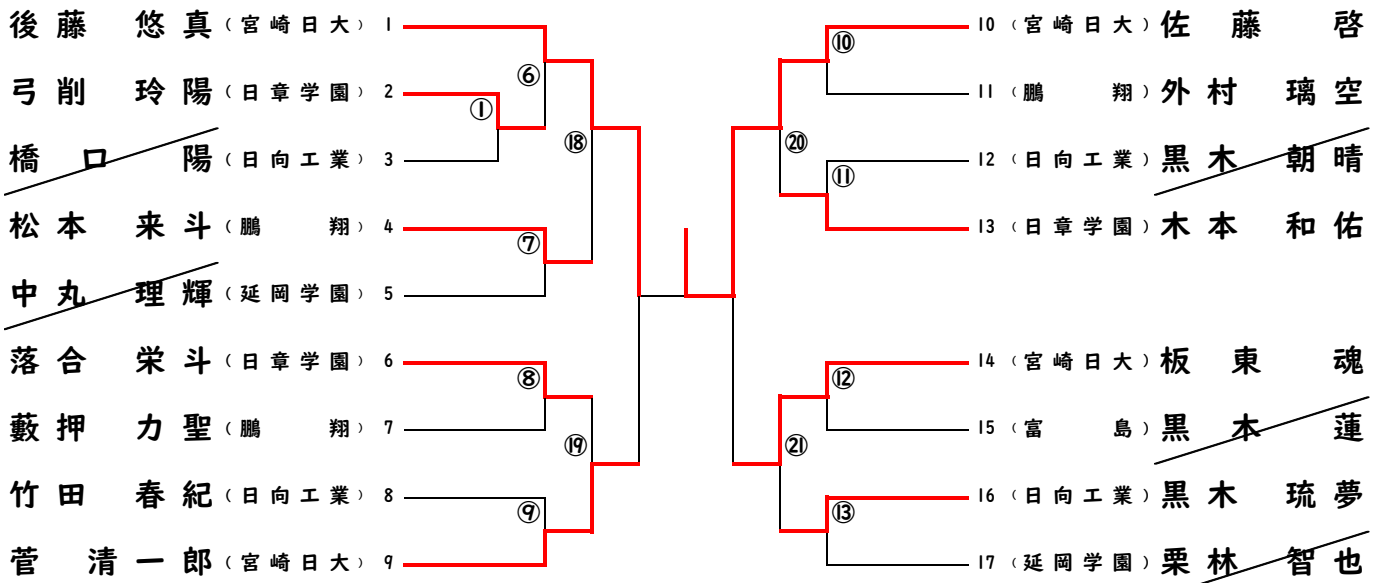 後藤 悠真（宮崎日大）1
⑥
弓削 玲陽（日章学園）2
①
橋口 陽（日向工業）3
⑱
松本 来斗（鵬 翔）4
⑦
中丸 理輝（延岡学園）5
落合 栄斗（日章学園）6
⑧
藪押 力聖（鵬 翔）7
⑲
竹田 春紀（日向工業）8
⑨
菅 清一郎（宮崎日大）9
10（宮崎日大）佐藤 啓
⑩
11（鵬 翔）外村 璃空
⑳
12（日向工業）黒木 朝晴
⑪
13（日章学園）木本 和佑
14（宮崎日大）板東 魂
⑫
15（富 島）黒木 蓮
㉑
16（日向工業）黒木 琉夢
⑬
17（延岡学園）栗林 智也